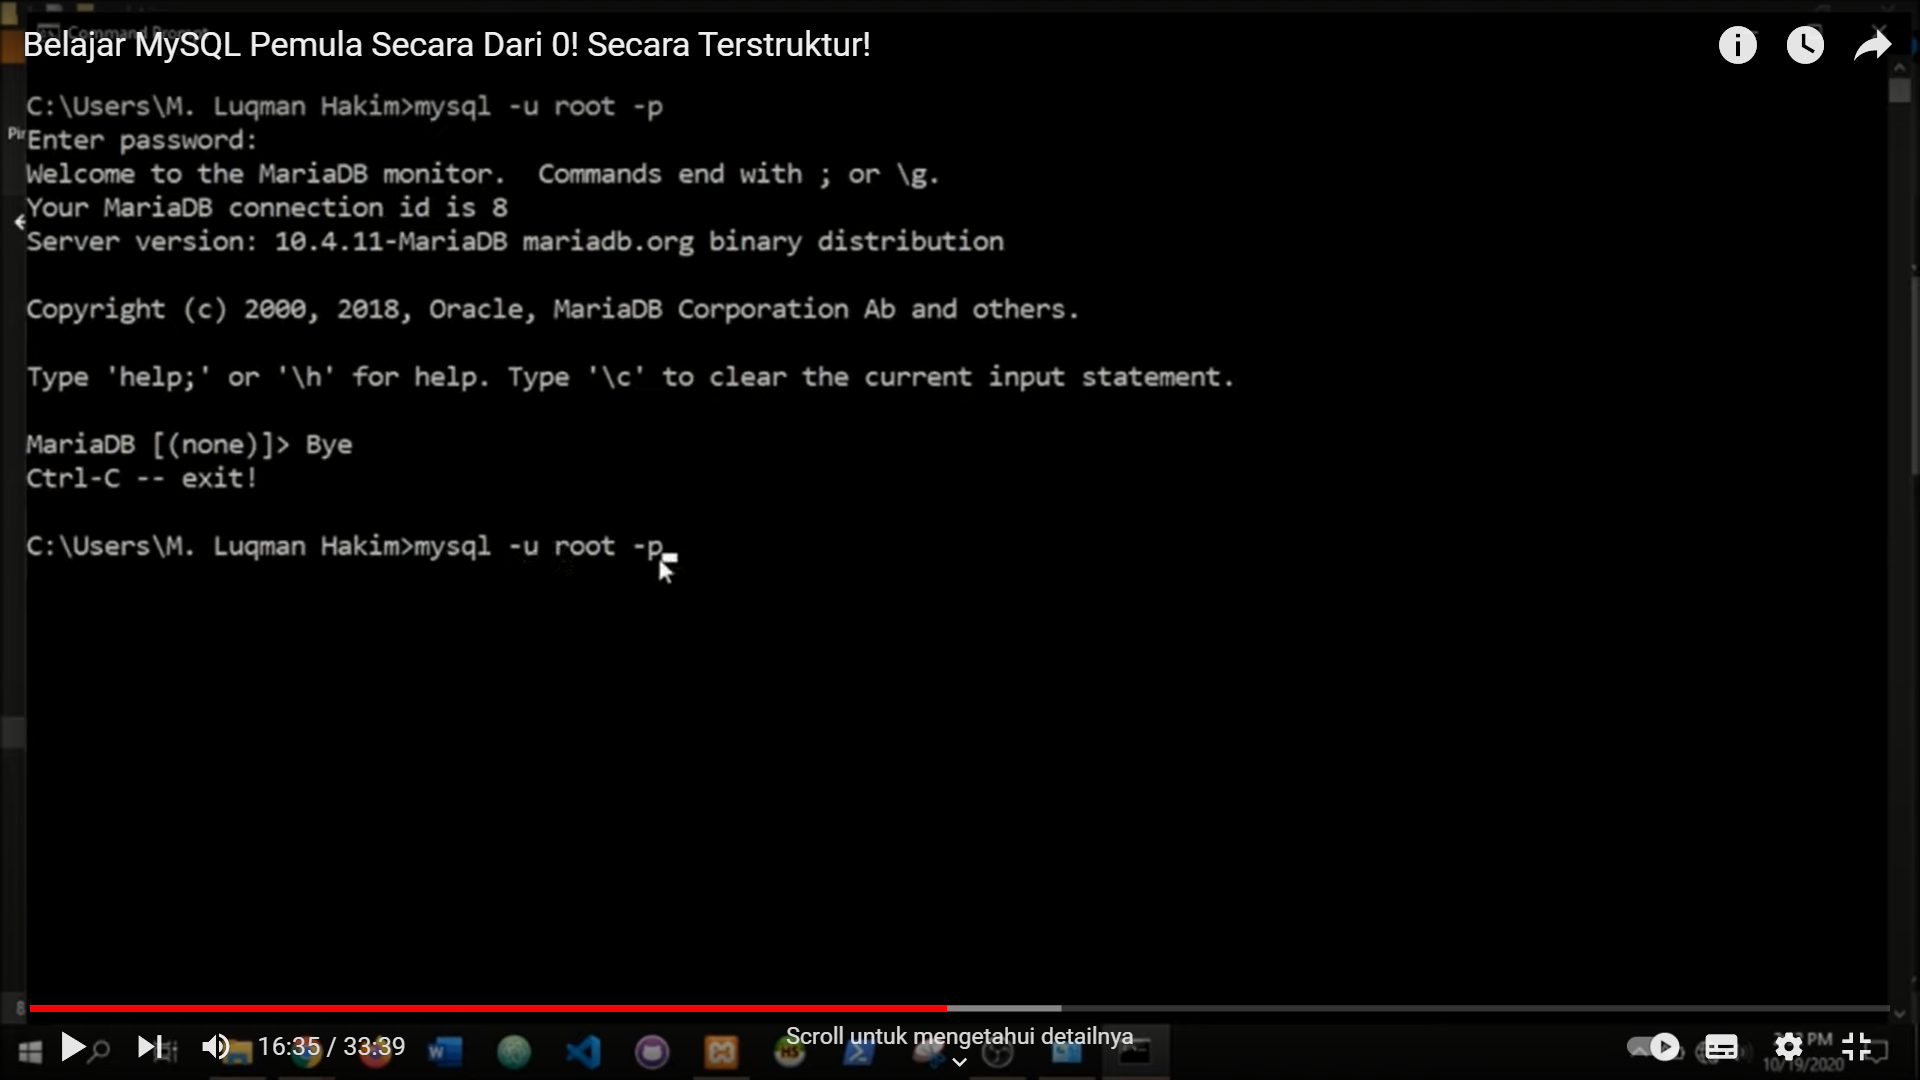 Belajar MySQL Pemula Secara Dari 0! Secara Terstruktur!
C:\Users\M. Luqman Hakim>mysql -u root -p
Enter password:
Welcome to the MariaDB monitor.  Commands end with ; or \g.
Your MariaDB connection id is 8
Server version: 10.4.11-MariaDB mariadb.org binary distribution
Copyright (c) 2000, 2018, Oracle, MariaDB Corporation Ab and others.
Type 'help;' or '\h' for help. Type '\c' to clear the current input statement.
MariaDB [(none)]> Bye
Ctrl-C -- exit!
C:\Users\M. Luqman Hakim>mysql -u root -p
16:35 / 33:39
Scroll untuk mengetahui detailnya
PM
10/19/2020